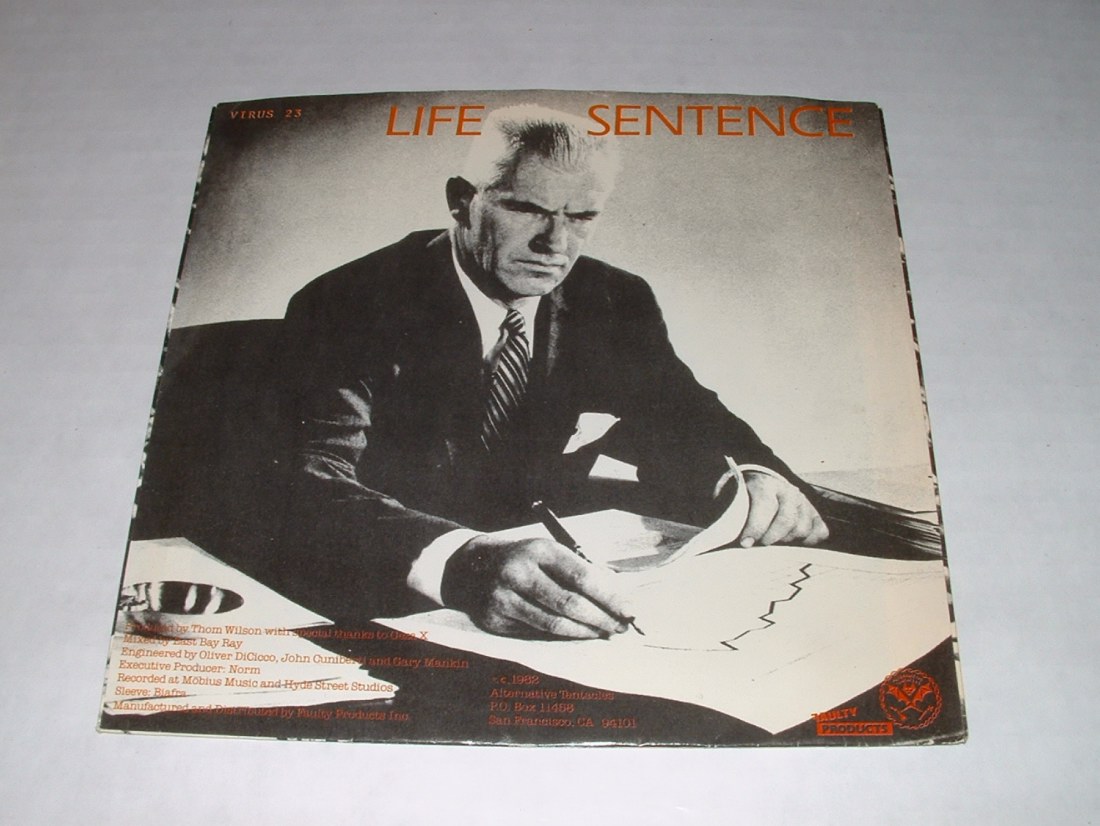 VIRUS 23
LIFE SENTENCE
by Thom Wilson with special thanks to Geza X
Mixed by East Bay Ray
Engineered by Oliver DiCicco, John Cuniberti and Gary Mankin
Executive Producer: Norm
Recorded at Möbius Music and Hyde Street Studios
Sleeve: Biafra
Manufactured and Distributed by Faulty Products Inc.
1982
Alternative Tentacles
P.O. Box 11458
San Francisco, CA 94101
FAULTY
PRODUCTS